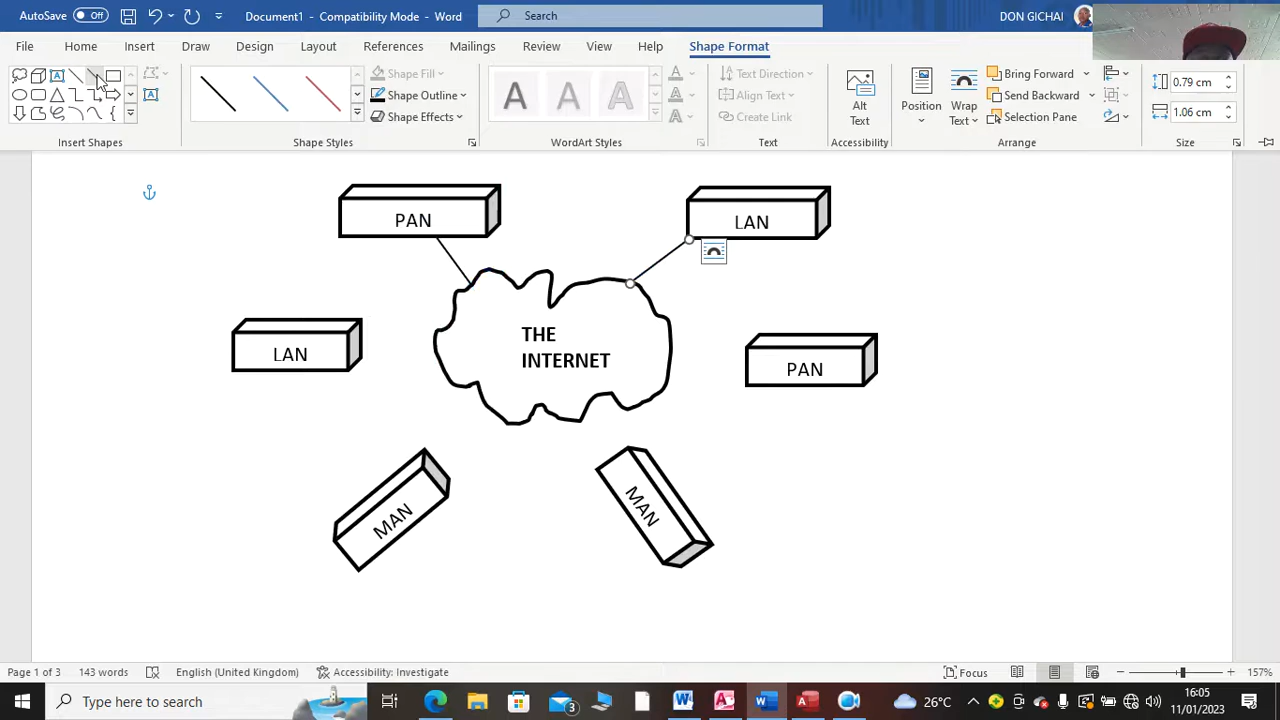 AutoSave Off Document1 - Compatibility Mode - Word Search DON GICHAI
File Home Insert Draw Design Layout References Mailings Review View Help Shape Format
Shape Fill
Shape Outline
Shape Effects
Text Direction
Align Text
Create Link
Alt
Text
Position
Wrap
Text
Bring Forward
Send Backward
Selection Pane
0.79 cm
1.06 cm
Insert Shapes Shape Styles WordArt Styles Text Arrange Size
PAN
LAN
THE
INTERNET
LAN
PAN
MAN
MAN
Page 1 of 3 143 words English (United Kingdom) Accessibility: Investigate Focus 157%
Type here to search 3 26°C 16:05
11/01/2023